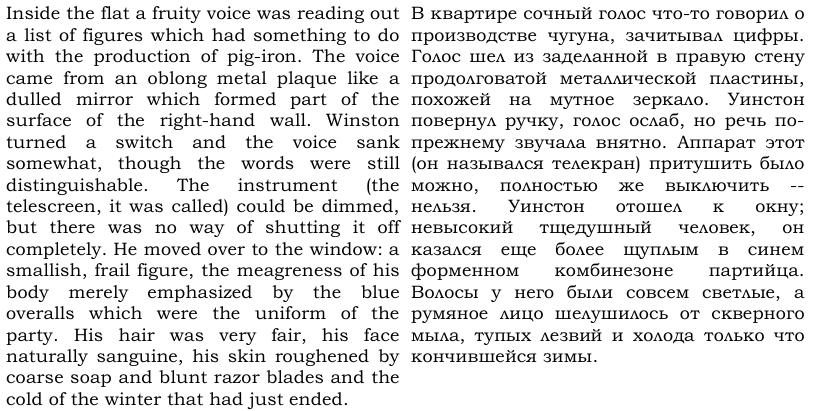 Inside the flat a fruity voice was reading out
a list of figures which had something to do
with the production of pig-iron. The voice
came from an oblong metal plaque like a
dulled mirror which formed part of the
surface of the right-hand wall. Winston
turned a switch and the voice sank
somewhat, though the words were still
distinguishable. The instrument (the
telescreen, it was called) could be dimmed,
but there was no way of shutting it off
completely. He moved over to the window: a
smallish, frail figure, the meagreness of his
body merely emphasized by the blue
overalls which were the uniform of the
party. His hair was very fair, his face
naturally sanguine, his skin roughened by
coarse soap and blunt razor blades and the
cold of the winter that had just ended.
В квартире сочный голос что-то говорил о
производстве чугуна, зачитывал цифры.
Голос шел из заделанной в правую стену
продолговатой металлической пластины,
похожей на мутное зеркало. Уинстон
повернул ручку, голос ослаб, но речь по-
прежнему звучала внятно. Аппарат этот
(он назывался телекран) притушить было
можно, полностью же выключить --
нельзя. Уинстон отошел к окну;
невысокий тщедушный человек, он
казался еще более щуплым в синем
форменном комбинезоне партийца.
Волосы у него были совсем светлые, а
румяное лицо шелушилось от скверного
мыла, тупых лезвий и холода только что
кончившейся зимы.